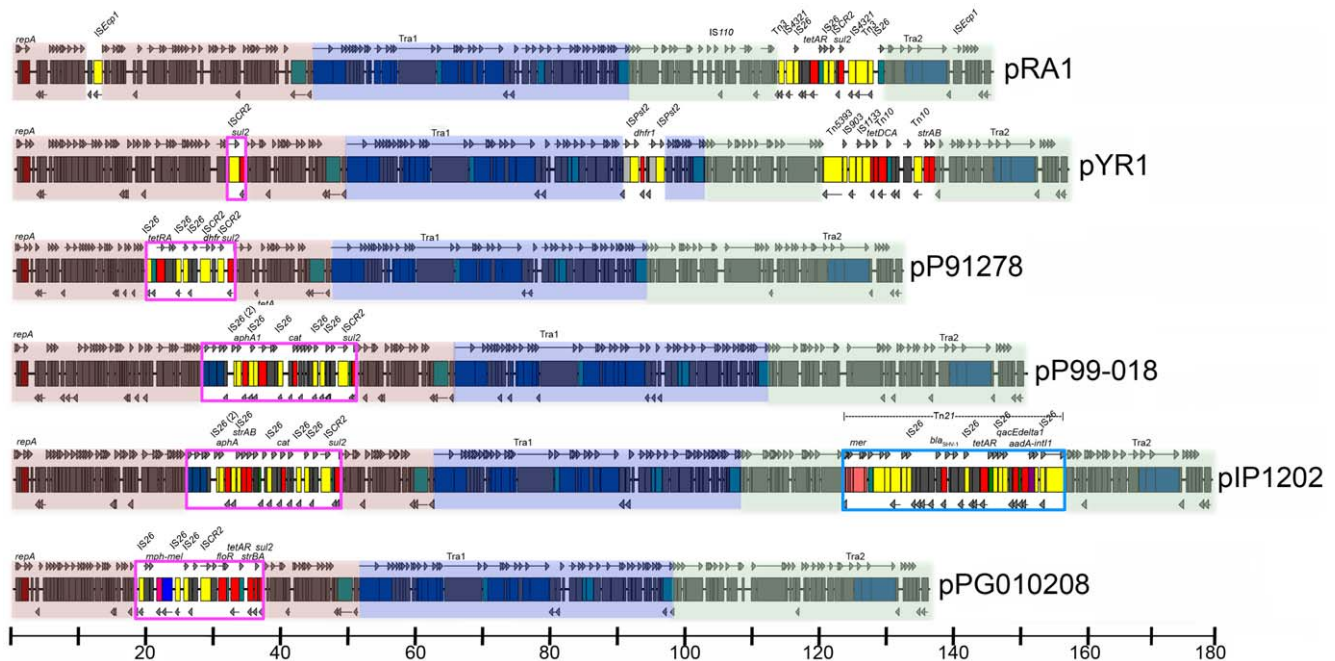 ISEcp1 Tn3 IS4321 IS26 IS26 ISCR2 IS4321 Tn3 IS26 ISEcp1
repA Tra1 IS110 tetAR sul2 Tra2
pRA1
ISCR2 ISPst2 ISPst2 Tn5393 IS903 IS1133 Tn10 Tn10
repA sul2 Tra1 dhfr1 tetDCA strAB Tra2
pYR1
IS26 IS26 IS26 ISCR2 ISCR2
repA tetRA dhfr sul2 Tra1 Tra2
pP91278
tetA
IS26 (2) IS26 IS26 IS26 IS26 ISCR2
repA aphA1 cat sul2 Tra1 Tra2
pP99-018
Tn21
IS26 (2) IS26 IS26 IS26 IS26 ISCR2 IS26 IS26 IS26 IS26
strAB qacEdelta1
repA aphA cat sul2 Tra1 mer blaSHV-1 tetAR aadA-intI1 Tra2
pIP1202
IS26 IS26 IS26 ISCR2
tetAR sul2
repA mph-mel floR strBA Tra1 Tra2
pPG010208
20 40 60 80 100 120 140 160 180